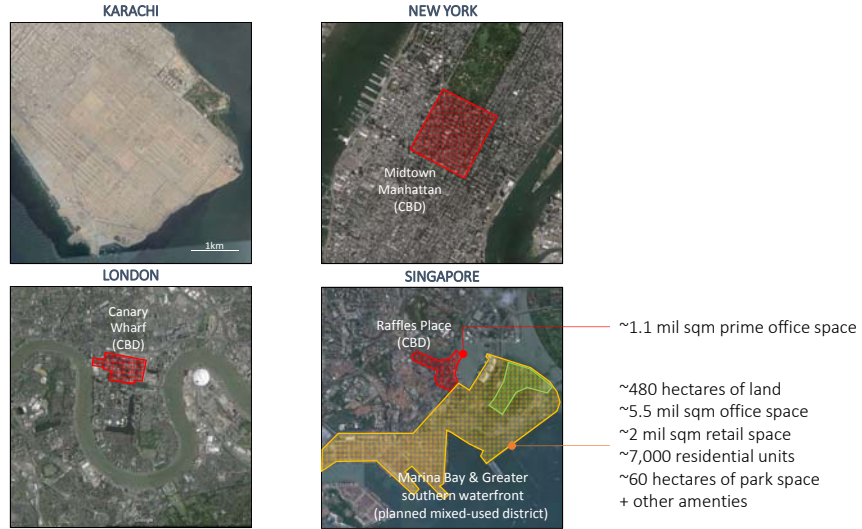 KARACHI
1km
NEW YORK
Midtown
Manhattan
(CBD)
LONDON
Canary
Wharf
(CBD)
SINGAPORE
Raffles Place
(CBD)
Marina Bay & Greater
southern waterfront
(planned mixed-used district)
~1.1 mil sqm prime office space
~480 hectares of land
~5.5 mil sqm office space
~2 mil sqm retail space
~7,000 residential units
~60 hectares of park space
+ other amenties